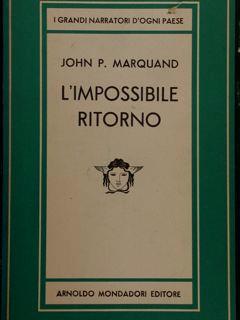 I GRANDI NARRATORI D'OGNI PAESE
JOHN P. MARQUAND
L'IMPOSSIBILE
RITORNO
ARNOLDO MONDADORI EDITORE